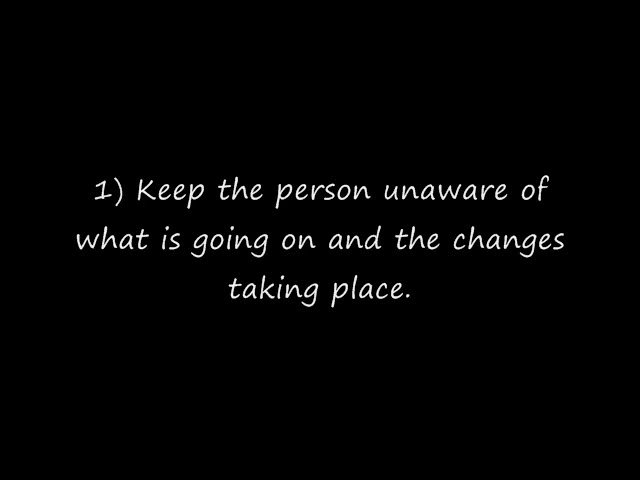 1) Keep the person unaware of
what is going on and the changes
taking place.